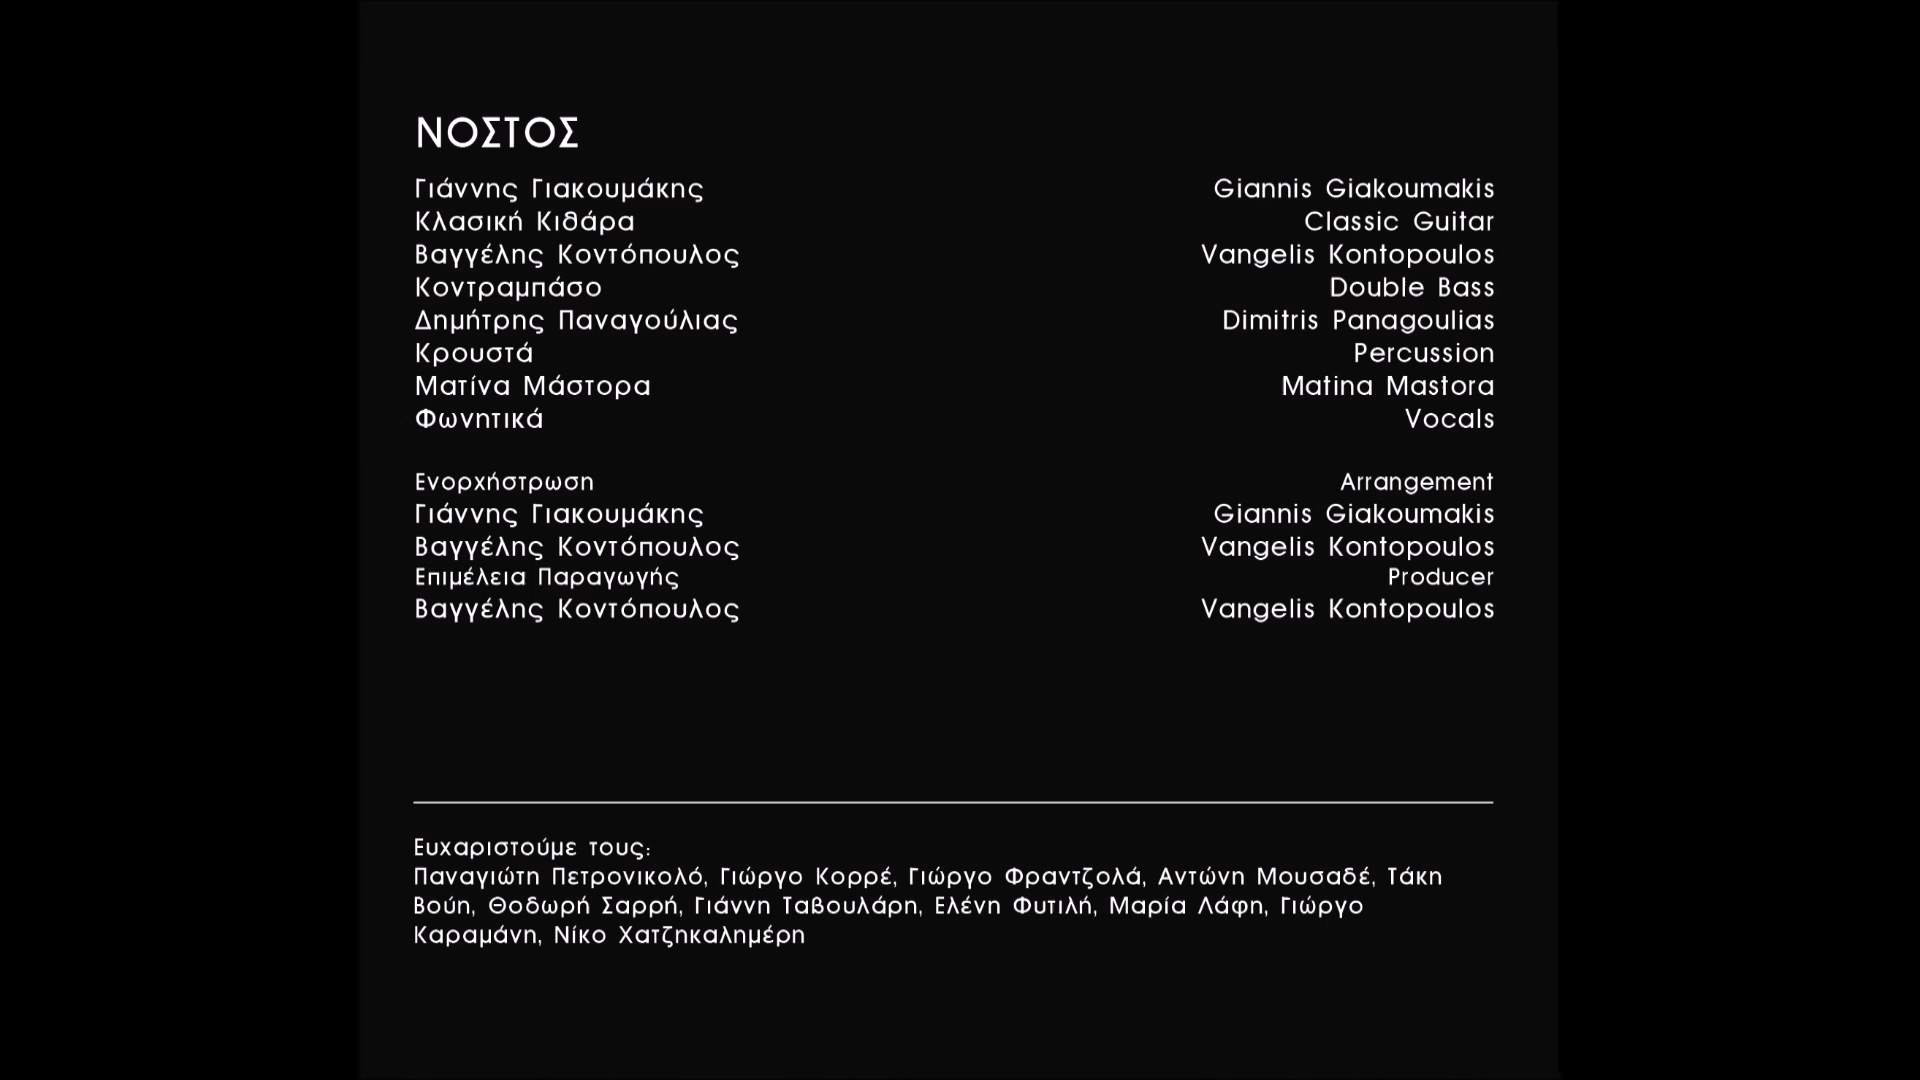 ΝΟΣΤΟΣ
Γιάννης Γιακουμάκης Giannis Giakoumakis
Κλασική Κιθάρα Classic Guitar
Βαγγέλης Κοντόπουλος Vangelis Kontopoulos
Κοντραμπάσο Double Bass
Δημήτρης Παναγούλιας Dimitris Panagoulias
Κρουστά Percussion
Ματίνα Μάστορα Matina Mastora
Φωνητικά Vocals
Ενορχήστρωση Arrangement
Γιάννης Γιακουμάκης Giannis Giakoumakis
Βαγγέλης Κοντόπουλος Vangelis Kontopoulos
Επιμέλεια Παραγωγής Producer
Βαγγέλης Κοντόπουλος Vangelis Kontopoulos
Ευχαριστούμε τους:
Παναγιώτη Πετρονικολό, Γιώργο Κορρέ, Γιώργο Φραντζολά, Αντώνη Μουσαδέ, Τάκη
Βούη, Θοδωρή Σαρρή, Γιάννη Ταβουλάρη, Ελένη Φυτιλή, Μαρία Λάφη, Γιώργο
Καραμάνη, Νίκο Χατζηκαλημέρη